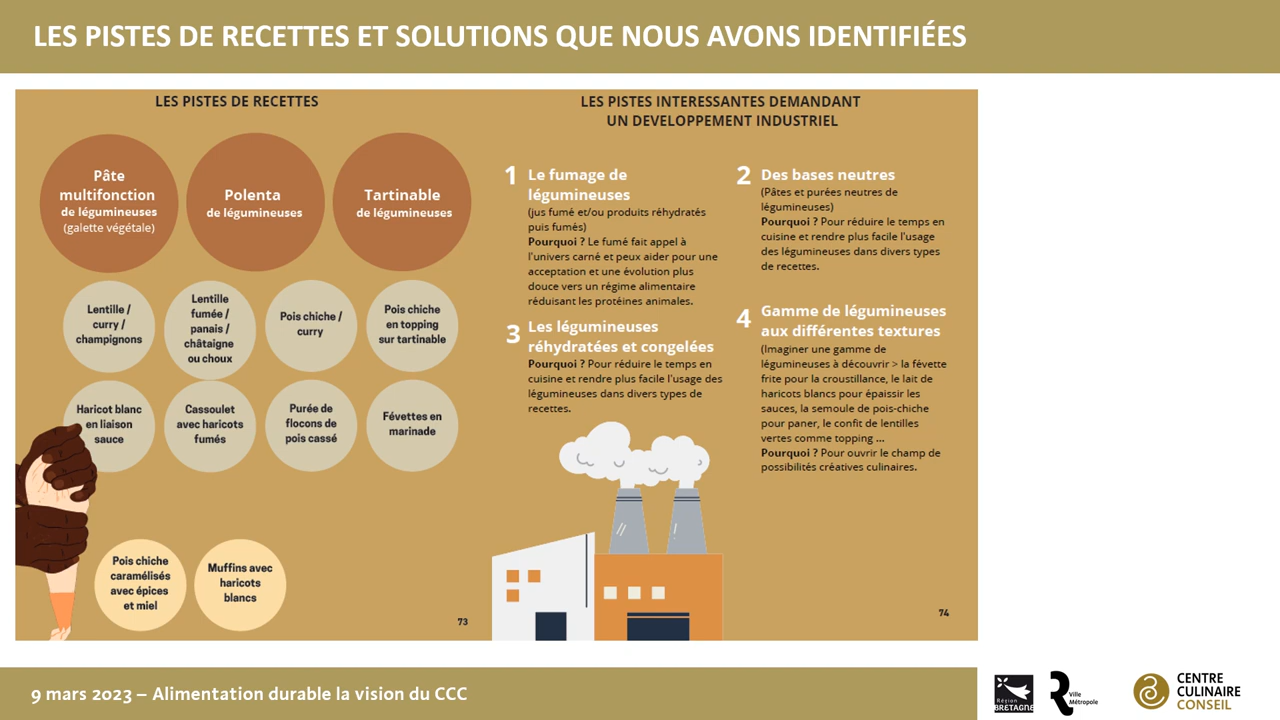 LES PISTES DE RECETTES ET SOLUTIONS QUE NOUS AVONS IDENTIFIÉES
LES PISTES DE RECETTES
Pâte
multifonction
de légumineuses
(galette végétale)
Polenta
de légumineuses
Tartinable
de légumineuses
Lentille /
curry /
champignons
Lentille
fumée /
panais /
châtaigne
ou choux
Pois chiche /
curry
Pois chiche
en topping
sur tartinable
Haricot blanc
en liaison
sauce
Cassoulet
avec haricots
fumés
Purée de
flocons de
pois cassé
Févettes en
marinade
Pois chiche
caramélisés
avec épices
et miel
Muffins avec
haricots
blancs
73
LES PISTES INTERESSANTES DEMANDANT
UN DEVELOPPEMENT INDUSTRIEL
1 Le fumage de
légumineuses
(jus fumé et/ou produits réhydratés
puis fumés)
Pourquoi ? Le fumé fait appel à
l'univers carné et peux aider pour une
acceptation et une évolution plus
douce vers un régime alimentaire
réduisant les protéines animales.
2 Des bases neutres
(Pâtes et purées neutres de
légumineuses)
Pourquoi ? Pour réduire le temps en
cuisine et rendre plus facile l'usage
des légumineuses dans divers types
de recettes.
3 Les légumineuses
réhydratées et congelées
Pourquoi ? Pour réduire le temps en
cuisine et rendre plus facile l'usage des
légumineuses dans divers types de
recettes.
4 Gamme de légumineuses
aux différentes textures
(Imaginer une gamme de
légumineuses à découvrir > la févette
frite pour la croustillance, le lait de
haricots blancs pour épaissir les
sauces, la semoule de pois-chiche
pour paner, le confit de lentilles
vertes comme topping ...
Pourquoi ? Pour ouvrir le champ de
possibilités créatives culinaires.
74
9 mars 2023 – Alimentation durable la vision du CCC
Région
BRETAGNE
R
Ville
Métropole
CENTRE
CULINAIRE
CONSEIL